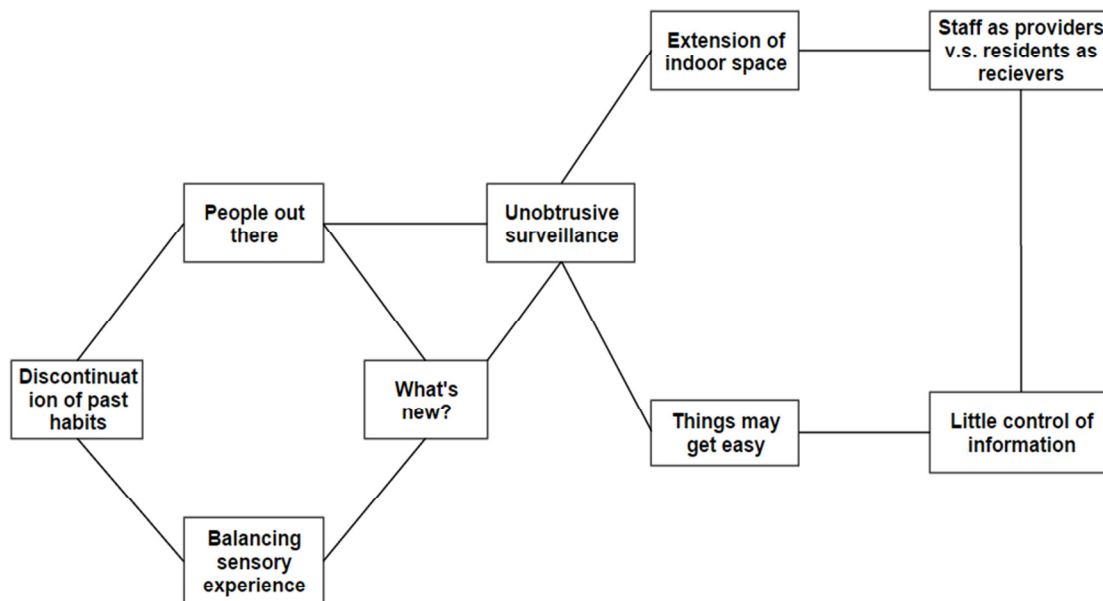 Extension of
indoor space
Staff as providers
v.s. residents as
recievers
People out
there
Unobtrusive
surveillance
Discontinuat
ion of past
habits
What's
new?
Things may
get easy
Little control of
information
Balancing
sensory
experience